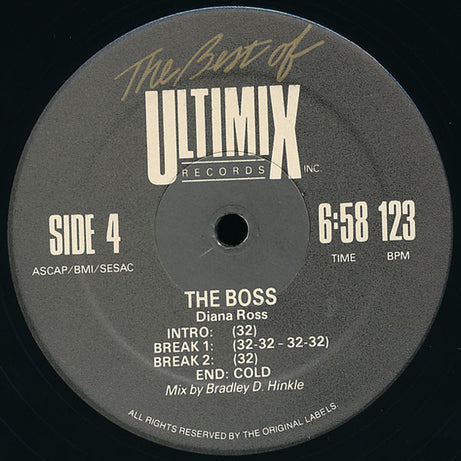 The Best of
ULTIMIX
RECORDS INC.
SIDE 4
ASCAP/BMI/SESAC
6:58 123
TIME BPM
THE BOSS
Diana Ross
INTRO: (32)
BREAK 1: (32-32 - 32-32)
BREAK 2: (32)
END: COLD
Mix by Bradley D. Hinkle
ALL RIGHTS RESERVED BY THE ORIGINAL LABELS.